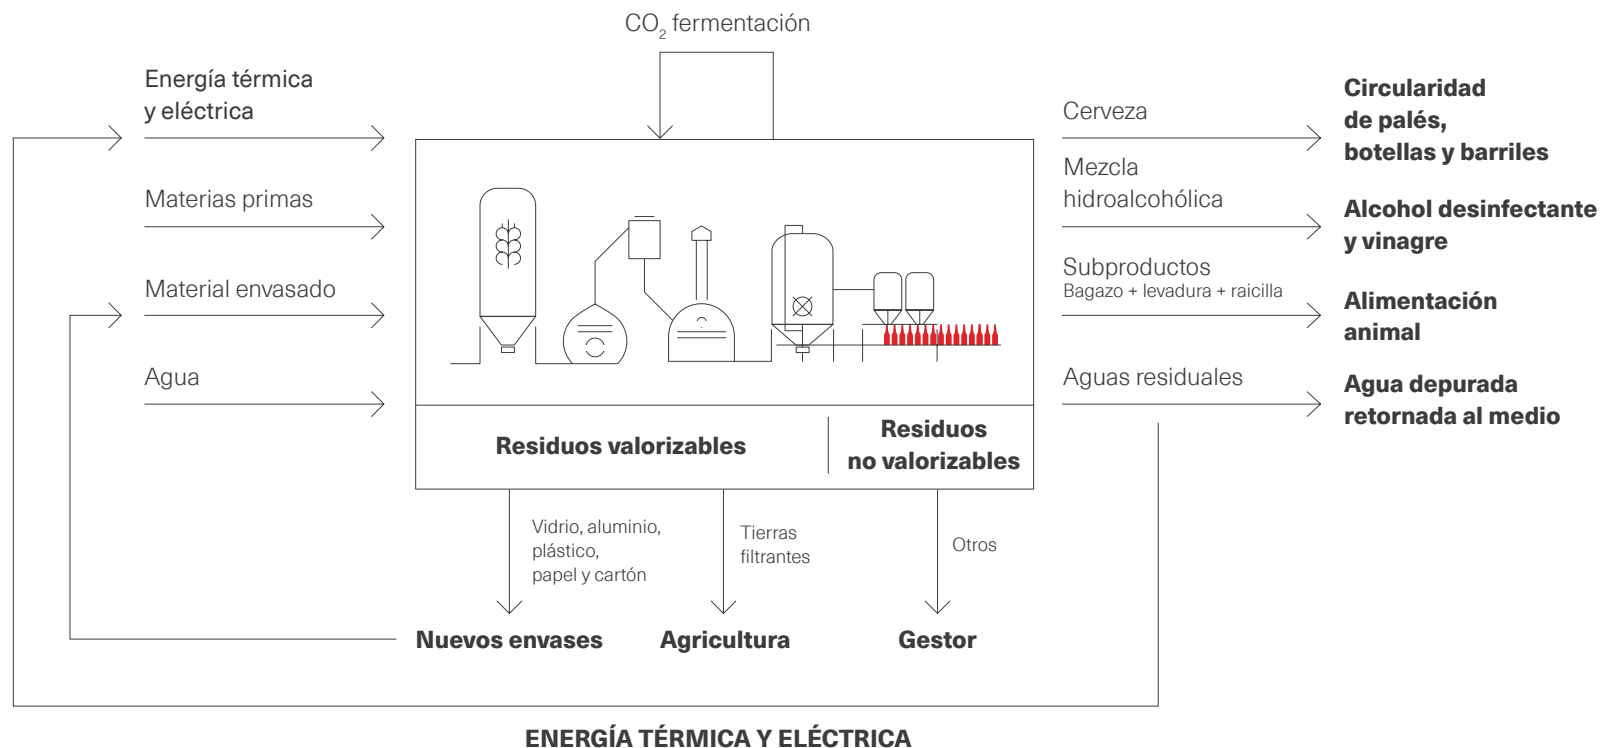 CO2 fermentación
Energía térmica
y eléctrica
Materias primas
Material envasado
Agua
Cerveza
Mezcla
hidroalcohólica
Subproductos
Bagazo + levadura + raicilla
Aguas residuales
Circularidad
de palés,
botellas y barriles
Alcohol desinfectante
y vinagre
Alimentación
animal
Agua depurada
retornada al medio
Residuos valorizables
Residuos
no valorizables
Vidrio, aluminio,
plástico,
papel y cartón
Tierras
filtrantes
Otros
Nuevos envases
Agricultura
Gestor
ENERGÍA TÉRMICA Y ELÉCTRICA